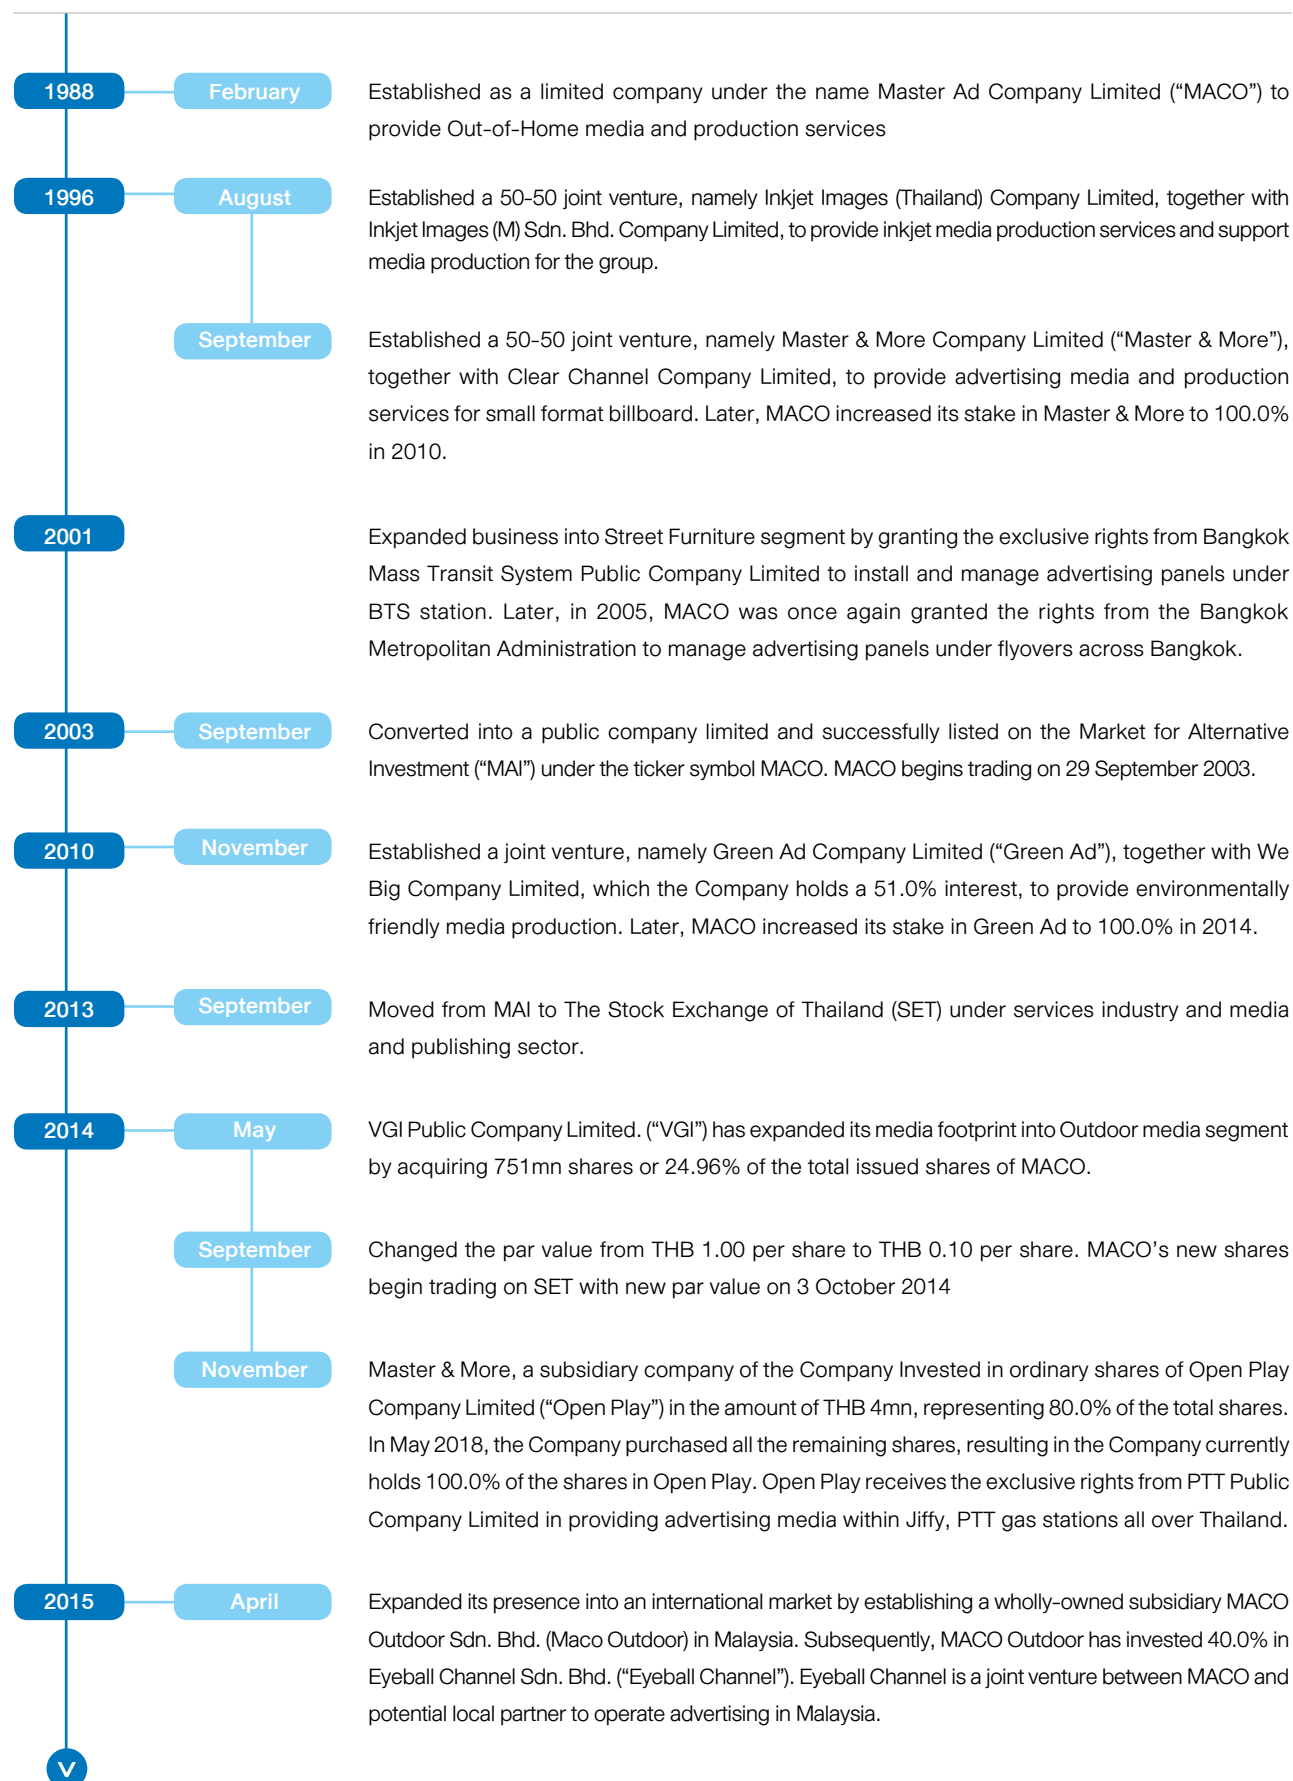 1988
February
Established as a limited company under the name Master Ad Company Limited (“MACO”) to
provide Out-of-Home media and production services
1996
August
Established a 50-50 joint venture, namely Inkjet Images (Thailand) Company Limited, together with
Inkjet Images (M) Sdn. Bhd. Company Limited, to provide inkjet media production services and support
media production for the group.
September
Established a 50-50 joint venture, namely Master & More Company Limited (“Master & More”),
together with Clear Channel Company Limited, to provide advertising media and production
services for small format billboard. Later, MACO increased its stake in Master & More to 100.0%
in 2010.
2001
Expanded business into Street Furniture segment by granting the exclusive rights from Bangkok
Mass Transit System Public Company Limited to install and manage advertising panels under
BTS station. Later, in 2005, MACO was once again granted the rights from the Bangkok
Metropolitan Administration to manage advertising panels under flyovers across Bangkok.
2003
September
Converted into a public company limited and successfully listed on the Market for Alternative
Investment (“MAI”) under the ticker symbol MACO. MACO begins trading on 29 September 2003.
2010
November
Established a joint venture, namely Green Ad Company Limited (“Green Ad”), together with We
Big Company Limited, which the Company holds a 51.0% interest, to provide environmentally
friendly media production. Later, MACO increased its stake in Green Ad to 100.0% in 2014.
2013
September
Moved from MAI to The Stock Exchange of Thailand (SET) under services industry and media
and publishing sector.
2014
May
VGI Public Company Limited. (“VGI”) has expanded its media footprint into Outdoor media segment
by acquiring 751mn shares or 24.96% of the total issued shares of MACO.
September
Changed the par value from THB 1.00 per share to THB 0.10 per share. MACO’s new shares
begin trading on SET with new par value on 3 October 2014
November
Master & More, a subsidiary company of the Company Invested in ordinary shares of Open Play
Company Limited (“Open Play”) in the amount of THB 4mn, representing 80.0% of the total shares.
In May 2018, the Company purchased all the remaining shares, resulting in the Company currently
holds 100.0% of the shares in Open Play. Open Play receives the exclusive rights from PTT Public
Company Limited in providing advertising media within Jiffy, PTT gas stations all over Thailand.
2015
April
Expanded its presence into an international market by establishing a wholly-owned subsidiary MACO
Outdoor Sdn. Bhd. (Maco Outdoor) in Malaysia. Subsequently, MACO Outdoor has invested 40.0% in
Eyeball Channel Sdn. Bhd. (“Eyeball Channel”). Eyeball Channel is a joint venture between MACO and
potential local partner to operate advertising in Malaysia.